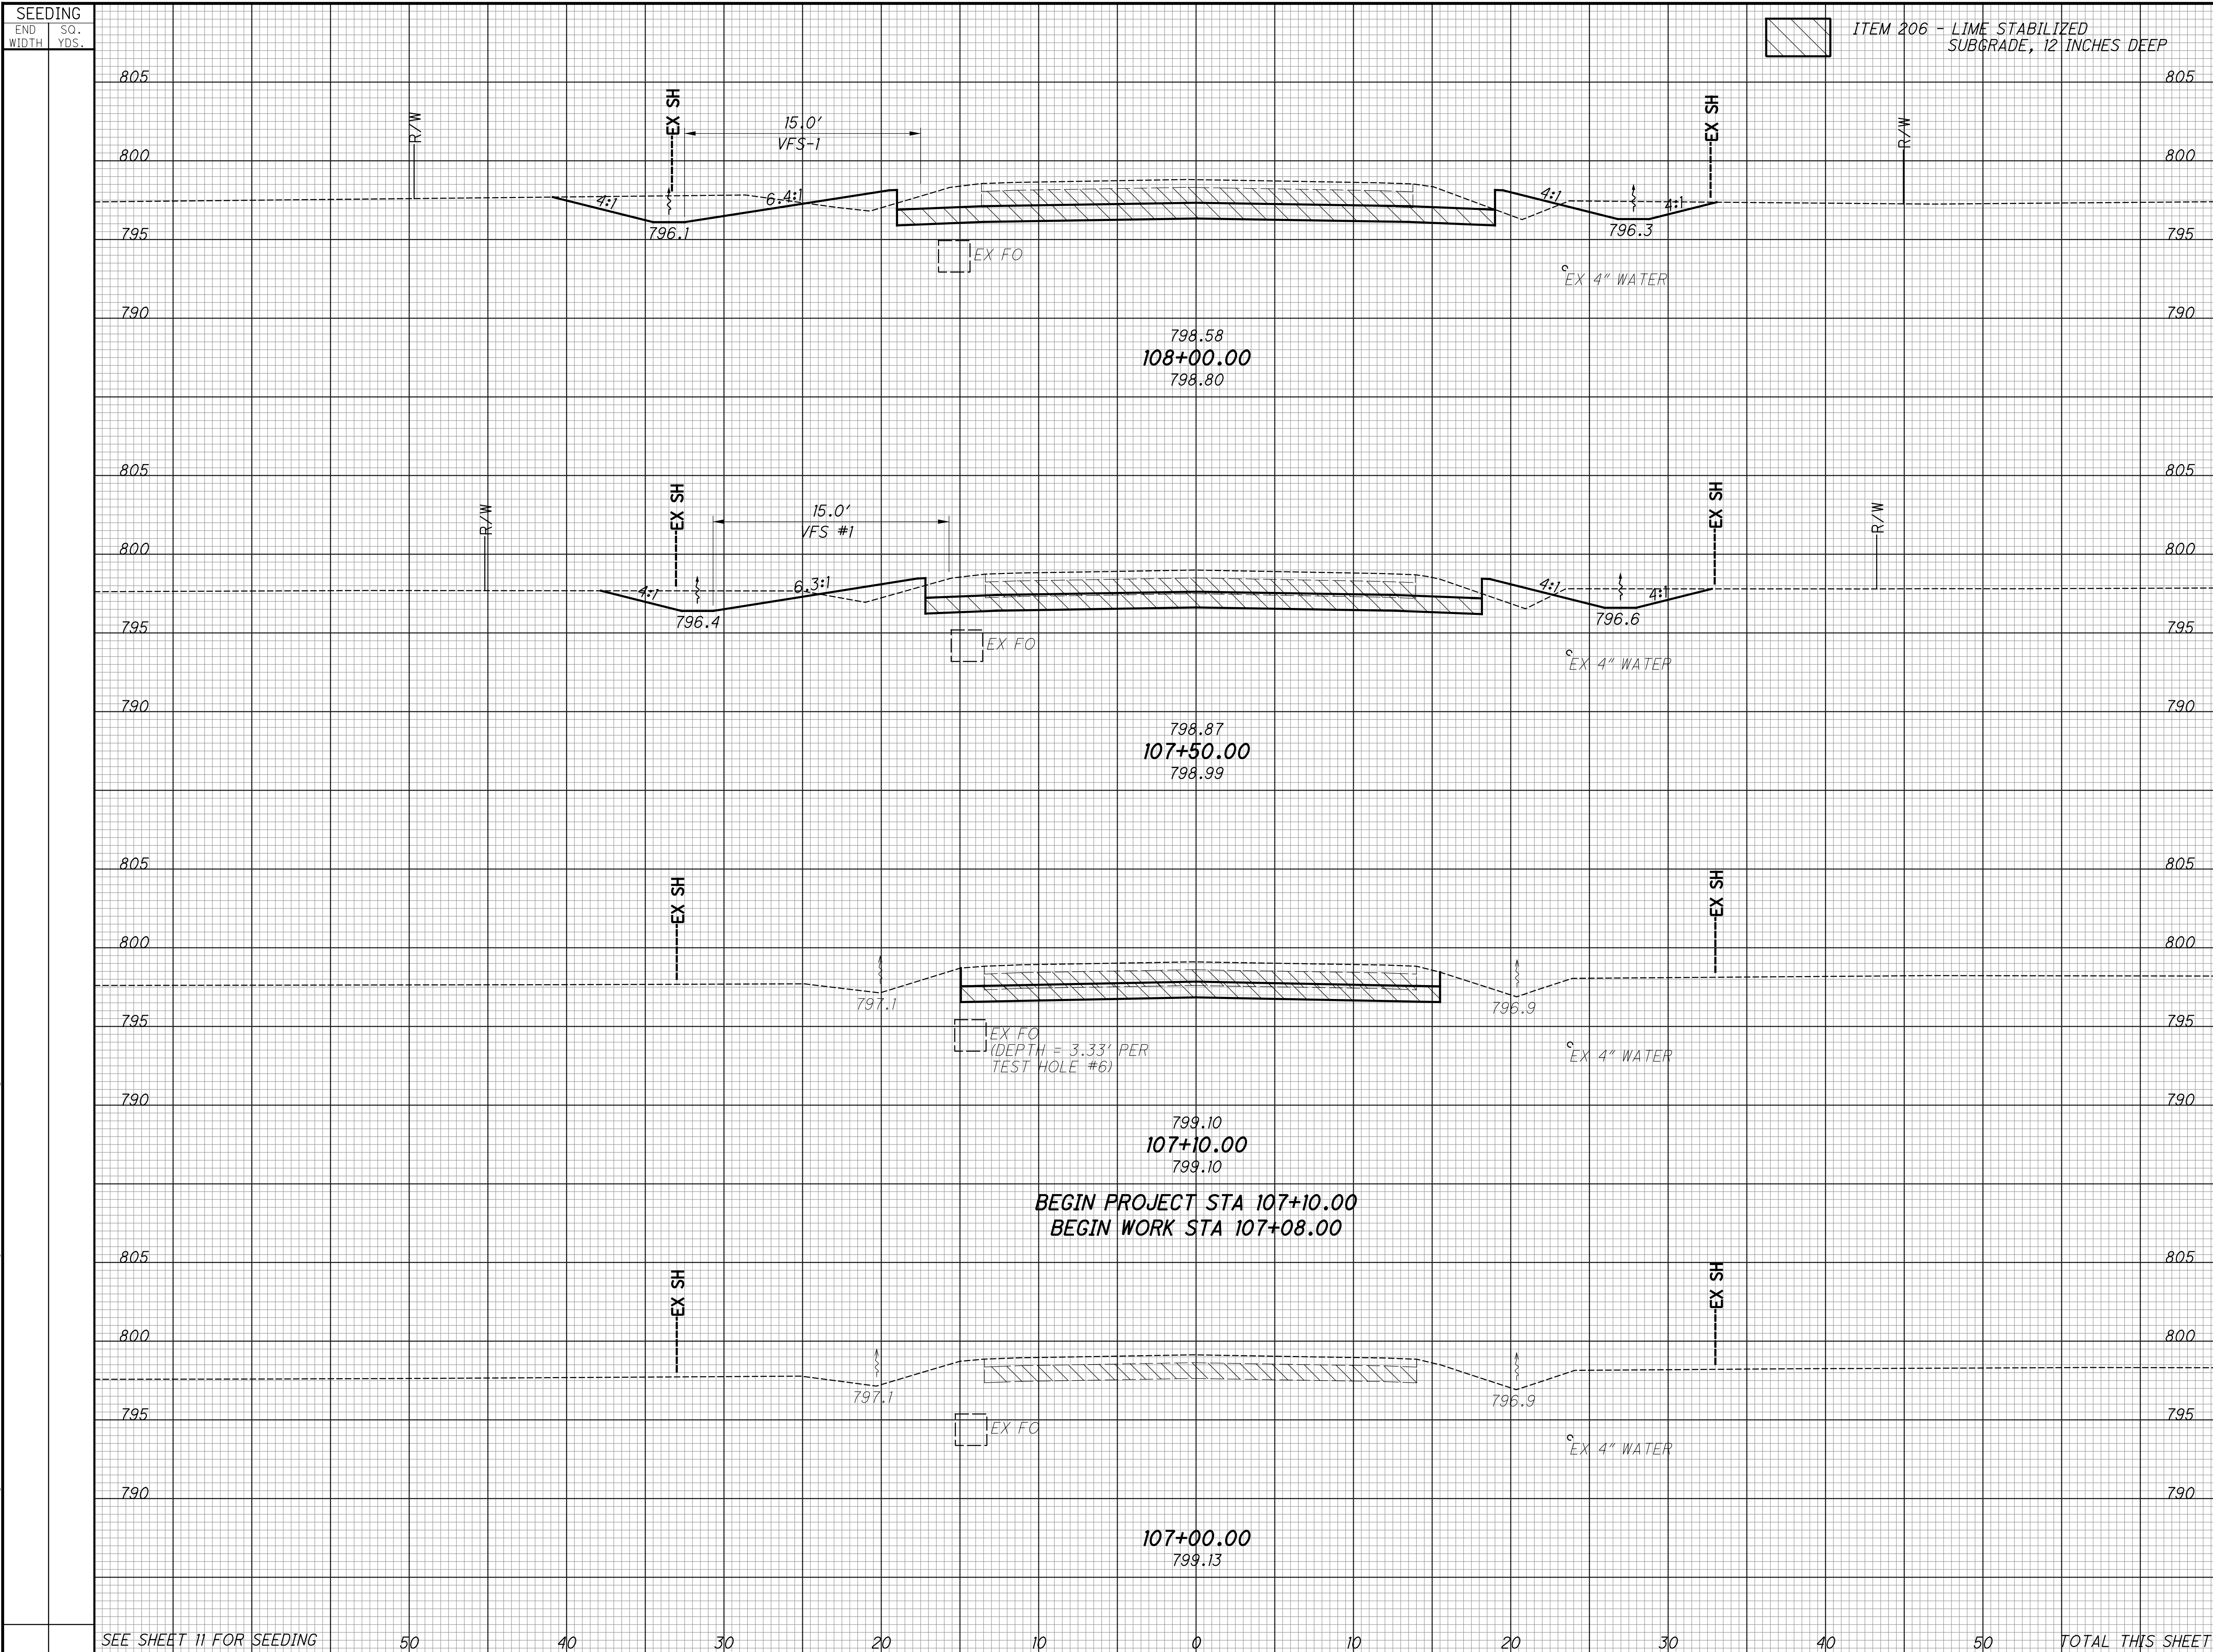 SEEDING
END WIDTH
SQ. YDS.
ITEM 206 - LIME STABILIZED
SUBGRADE, 12 INCHES DEEP
805
805
R/W
EX SH
15.0'
VFS-1
EX SH
R/W
800
800
4:1
6.4:1
4:1
4:1
796.1
796.3
795
795
EX FO
EX 4" WATER
790
790
798.58
108+00.00
798.80
805
805
R/W
EX SH
15.0'
VFS #1
EX SH
R/W
800
800
4:1
6.3:1
4:1
4:1
796.4
796.6
795
795
EX FO
EX 4" WATER
790
790
798.87
107+50.00
798.99
805
805
EX SH
EX SH
800
800
797.1
796.9
795
795
EX FO
(DEPTH = 3.33' PER
TEST HOLE #6)
EX 4" WATER
790
790
799.10
107+10.00
799.10
BEGIN PROJECT STA 107+10.00
BEGIN WORK STA 107+08.00
805
805
EX SH
EX SH
800
800
797.1
796.9
795
795
EX FO
EX 4" WATER
790
790
107+00.00
799.13
SEE SHEET 11 FOR SEEDING
50 40 30 20 10 0 10 20 30 40 50
TOTAL THIS SHEET